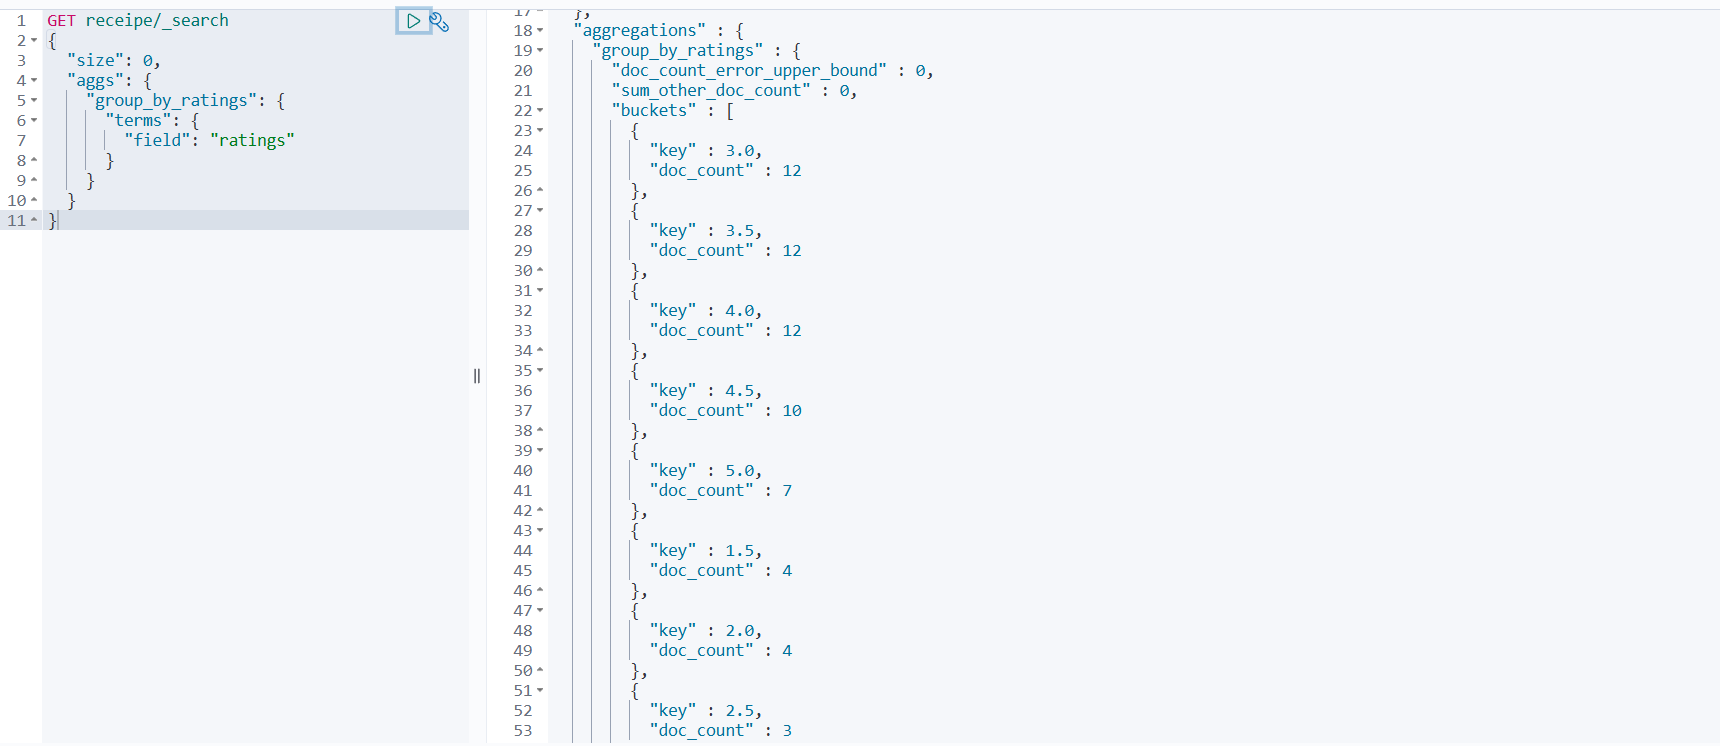 1 GET receipe/_search
2 {
3 "size": 0,
4 "aggs": {
5 "group_by_ratings": {
6 "terms": {
7 "field": "ratings"
8 }
9 }
10 }
11 }
17 },
18 "aggregations" : {
19 "group_by_ratings" : {
20 "doc_count_error_upper_bound" : 0,
21 "sum_other_doc_count" : 0,
22 "buckets" : [
23 {
24 "key" : 3.0,
25 "doc_count" : 12
26 },
27 {
28 "key" : 3.5,
29 "doc_count" : 12
30 },
31 {
32 "key" : 4.0,
33 "doc_count" : 12
34 },
35 {
36 "key" : 4.5,
37 "doc_count" : 10
38 },
39 {
40 "key" : 5.0,
41 "doc_count" : 7
42 },
43 {
44 "key" : 1.5,
45 "doc_count" : 4
46 },
47 {
48 "key" : 2.0,
49 "doc_count" : 4
50 },
51 {
52 "key" : 2.5,
53 "doc_count" : 3